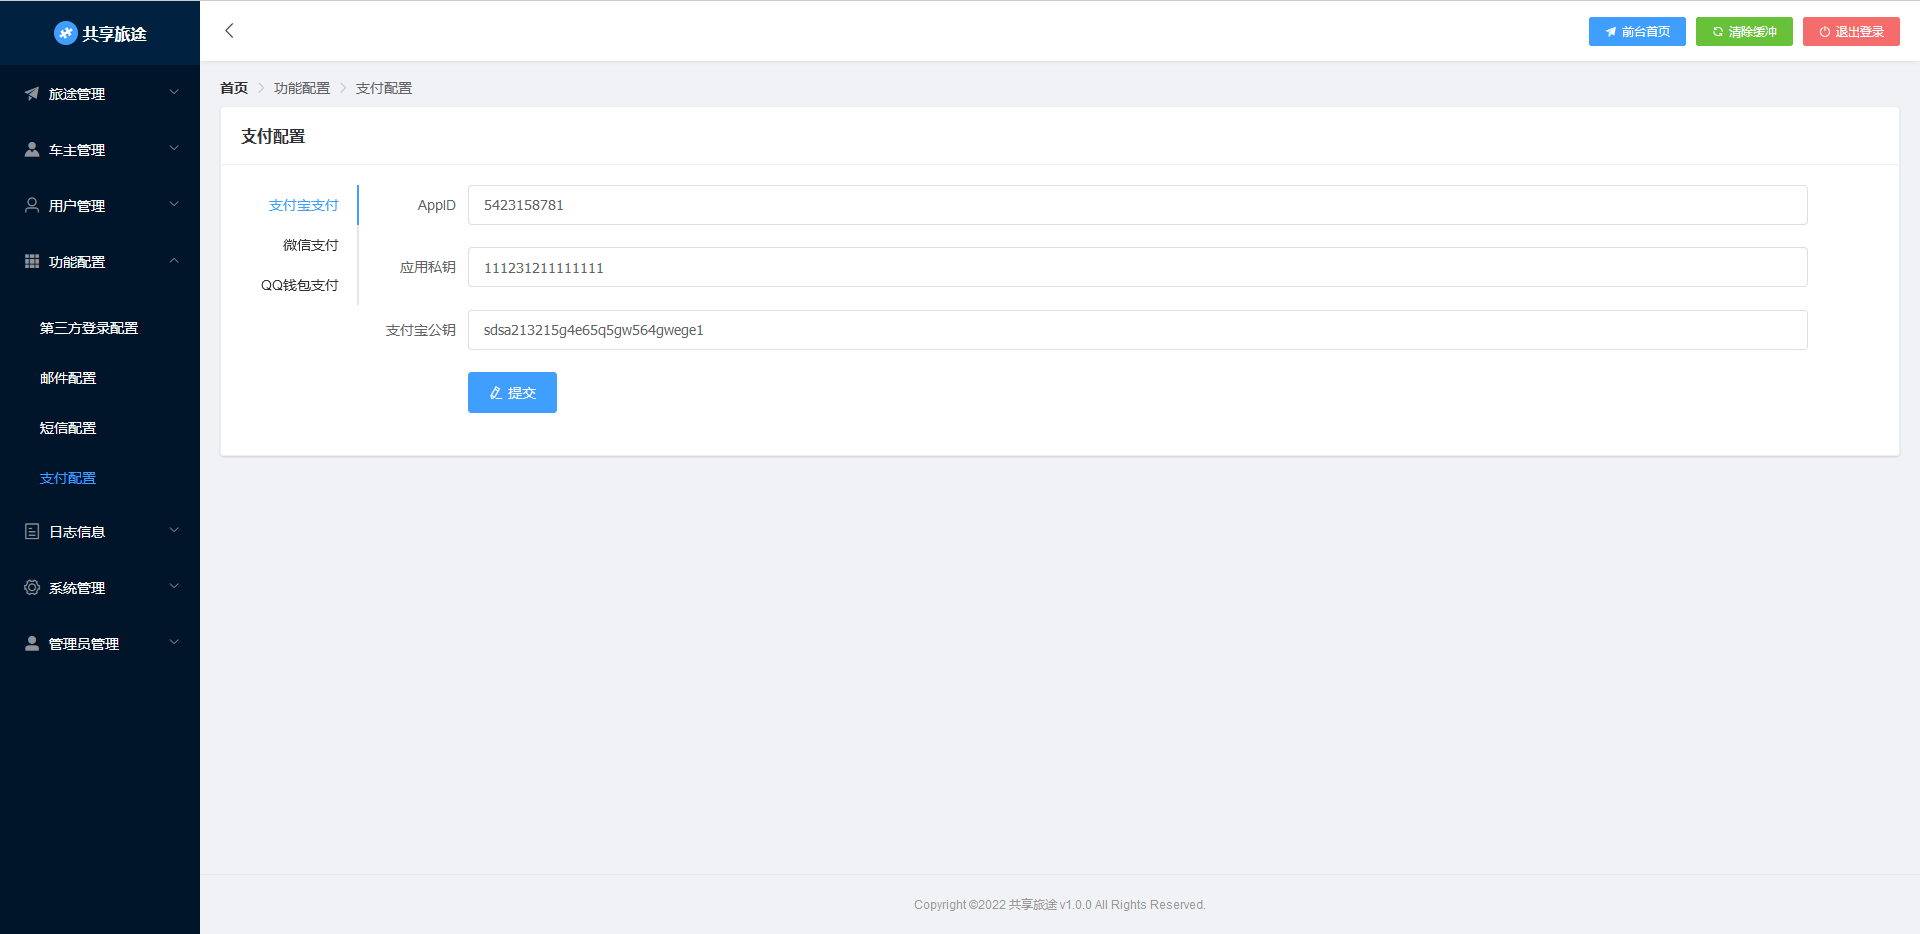 共享旅途
前台首页
清除缓冲
退出登录
旅途管理
车主管理
用户管理
功能配置
第三方登录配置
邮件配置
短信配置
支付配置
日志信息
系统管理
管理员管理
首页 功能配置 支付配置
支付配置
支付宝支付
微信支付
QQ钱包支付
AppID 5423158781
应用私钥 111231211111111
支付宝公钥 sdsa213215g4e65q5gw564gwege1
提交
Copyright ©2022 共享旅途 v1.0.0 All Rights Reserved.